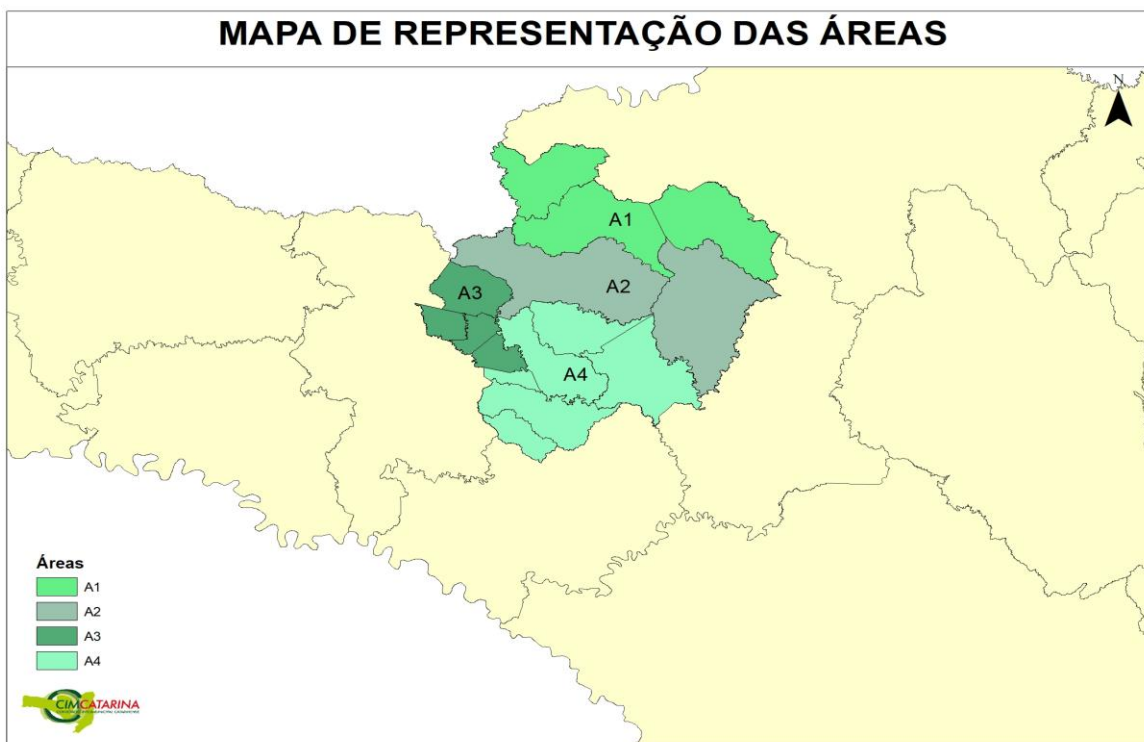 MAPA DE REPRESENTAÇÃO DAS ÁREAS
N
A1
A2
A3
A4
Áreas
A1
A2
A3
A4
CIMCATARINA